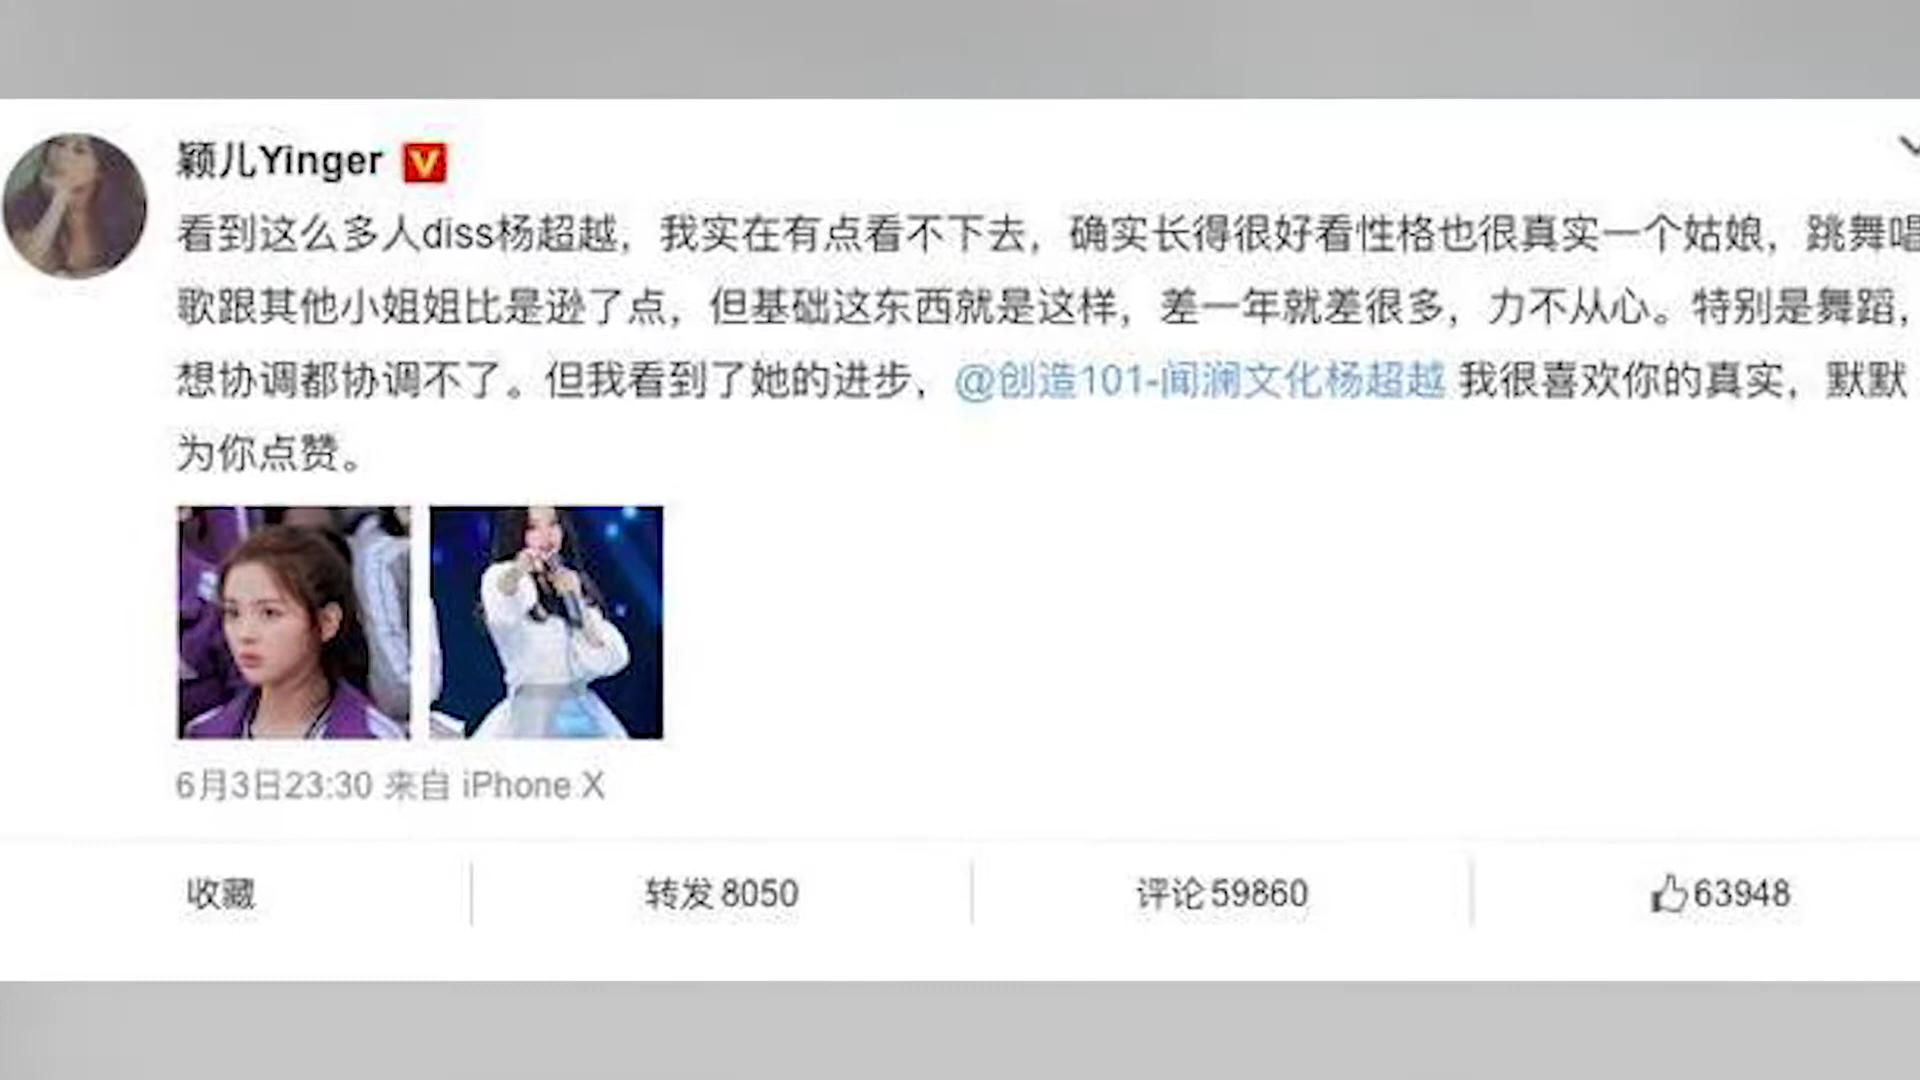 颖儿Yinger
看到这么多人diss杨超越，我实在有点看不下去，确实长得很好看性格也很真实一个姑娘，跳舞唱
歌跟其他小姐姐比是逊了点，但基础这东西就是这样，差一年就差很多，力不从心。特别是舞蹈，
想协调都协调不了。但我看到了她的进步，@创造101-闻澜文化杨超越 我很喜欢你的真实，默默
为你点赞。
6月3日23:30 来自 iPhone X
收藏 转发 8050 评论 59860 63948